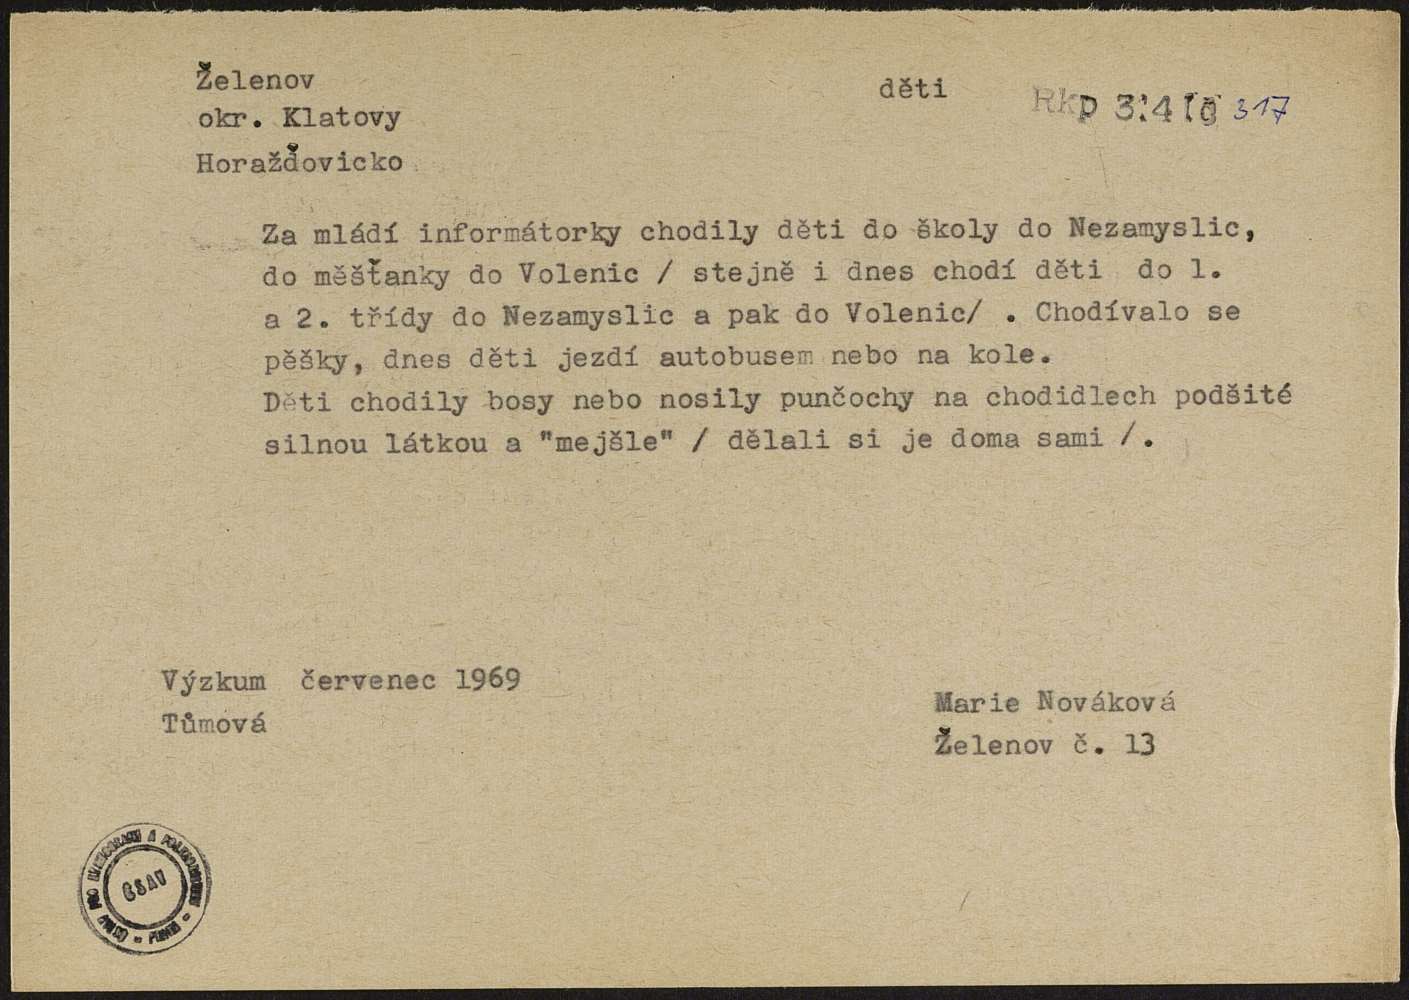 Želenov
děti
Rkp 3410 317
okr. Klatovy
Horažďovicko
Za mládí informátorky chodily děti do školy do Nezamyslic,
do měšťanky do Volenic / stejně i dnes chodí děti do 1.
a 2. třídy do Nezamyslic a pak do Volenic/ . Chodívalo se
pěšky, dnes děti jezdí autobusem nebo na kole.
Děti chodily bosy nebo nosily punčochy na chodidlech podšité
silnou látkou a "mejšle" / dělali si je doma sami /.
Výzkum červenec 1969
Tůmová
Marie Nováková
Želenov č. 13
PRO A
ČSAV